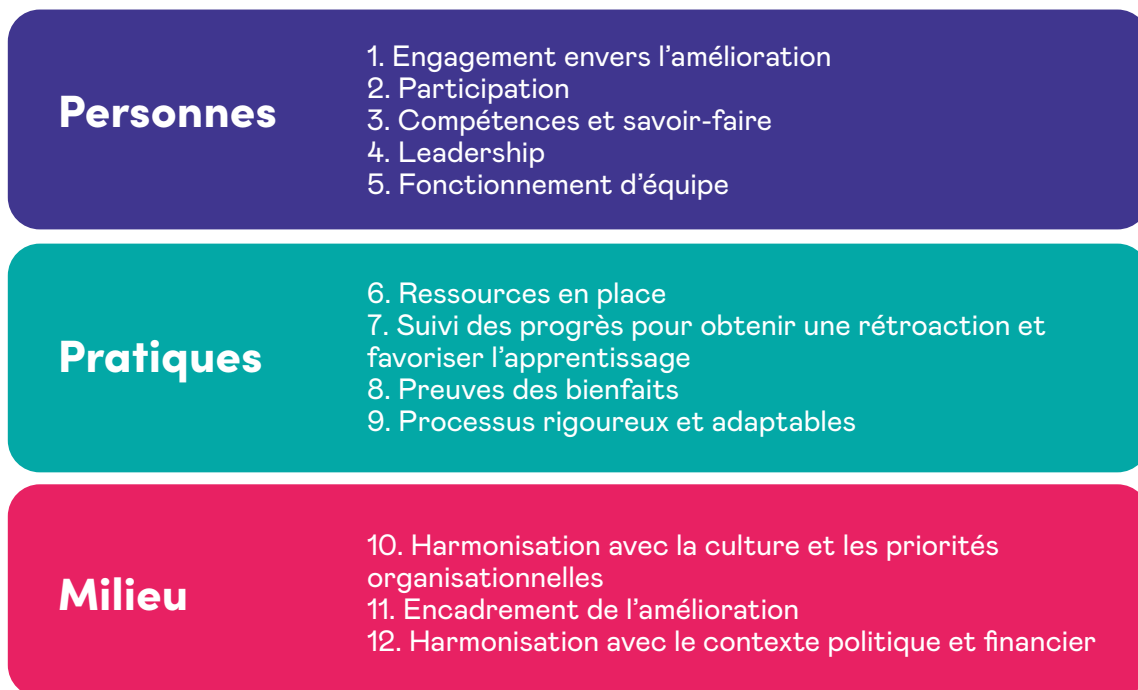 Personnes
1. Engagement envers l'amélioration
2. Participation
3. Compétences et savoir-faire
4. Leadership
5. Fonctionnement d'équipe
Pratiques
6. Ressources en place
7. Suivi des progrès pour obtenir une rétroaction et
favoriser l'apprentissage
8. Preuves des bienfaits
9. Processus rigoureux et adaptables
Milieu
10. Harmonisation avec la culture et les priorités
organisationnelles
11. Encadrement de l'amélioration
12. Harmonisation avec le contexte politique et financier